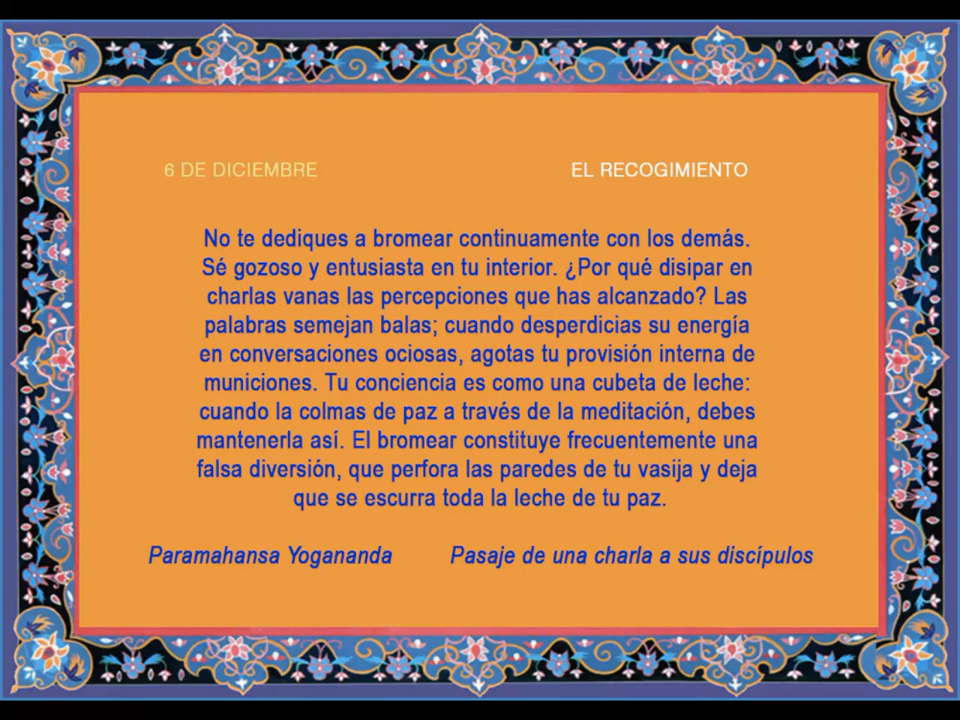 6 DE DICIEMBRE EL RECOGIMIENTO
No te dediques a bromear continuamente con los demás.
Sé gozoso y entusiasta en tu interior. ¿Por qué disipar en
charlas vanas las percepciones que has alcanzado? Las
palabras semejan balas; cuando desperdicias su energía
en conversaciones ociosas, agotas tu provisión interna de
municiones. Tu conciencia es como una cubeta de leche:
cuando la colmas de paz a través de la meditación, debes
mantenerla así. El bromear constituye frecuentemente una
falsa diversión, que perfora las paredes de tu vasija y deja
que se escurra toda la leche de tu paz.
Paramahansa Yogananda Pasaje de una charla a sus discípulos